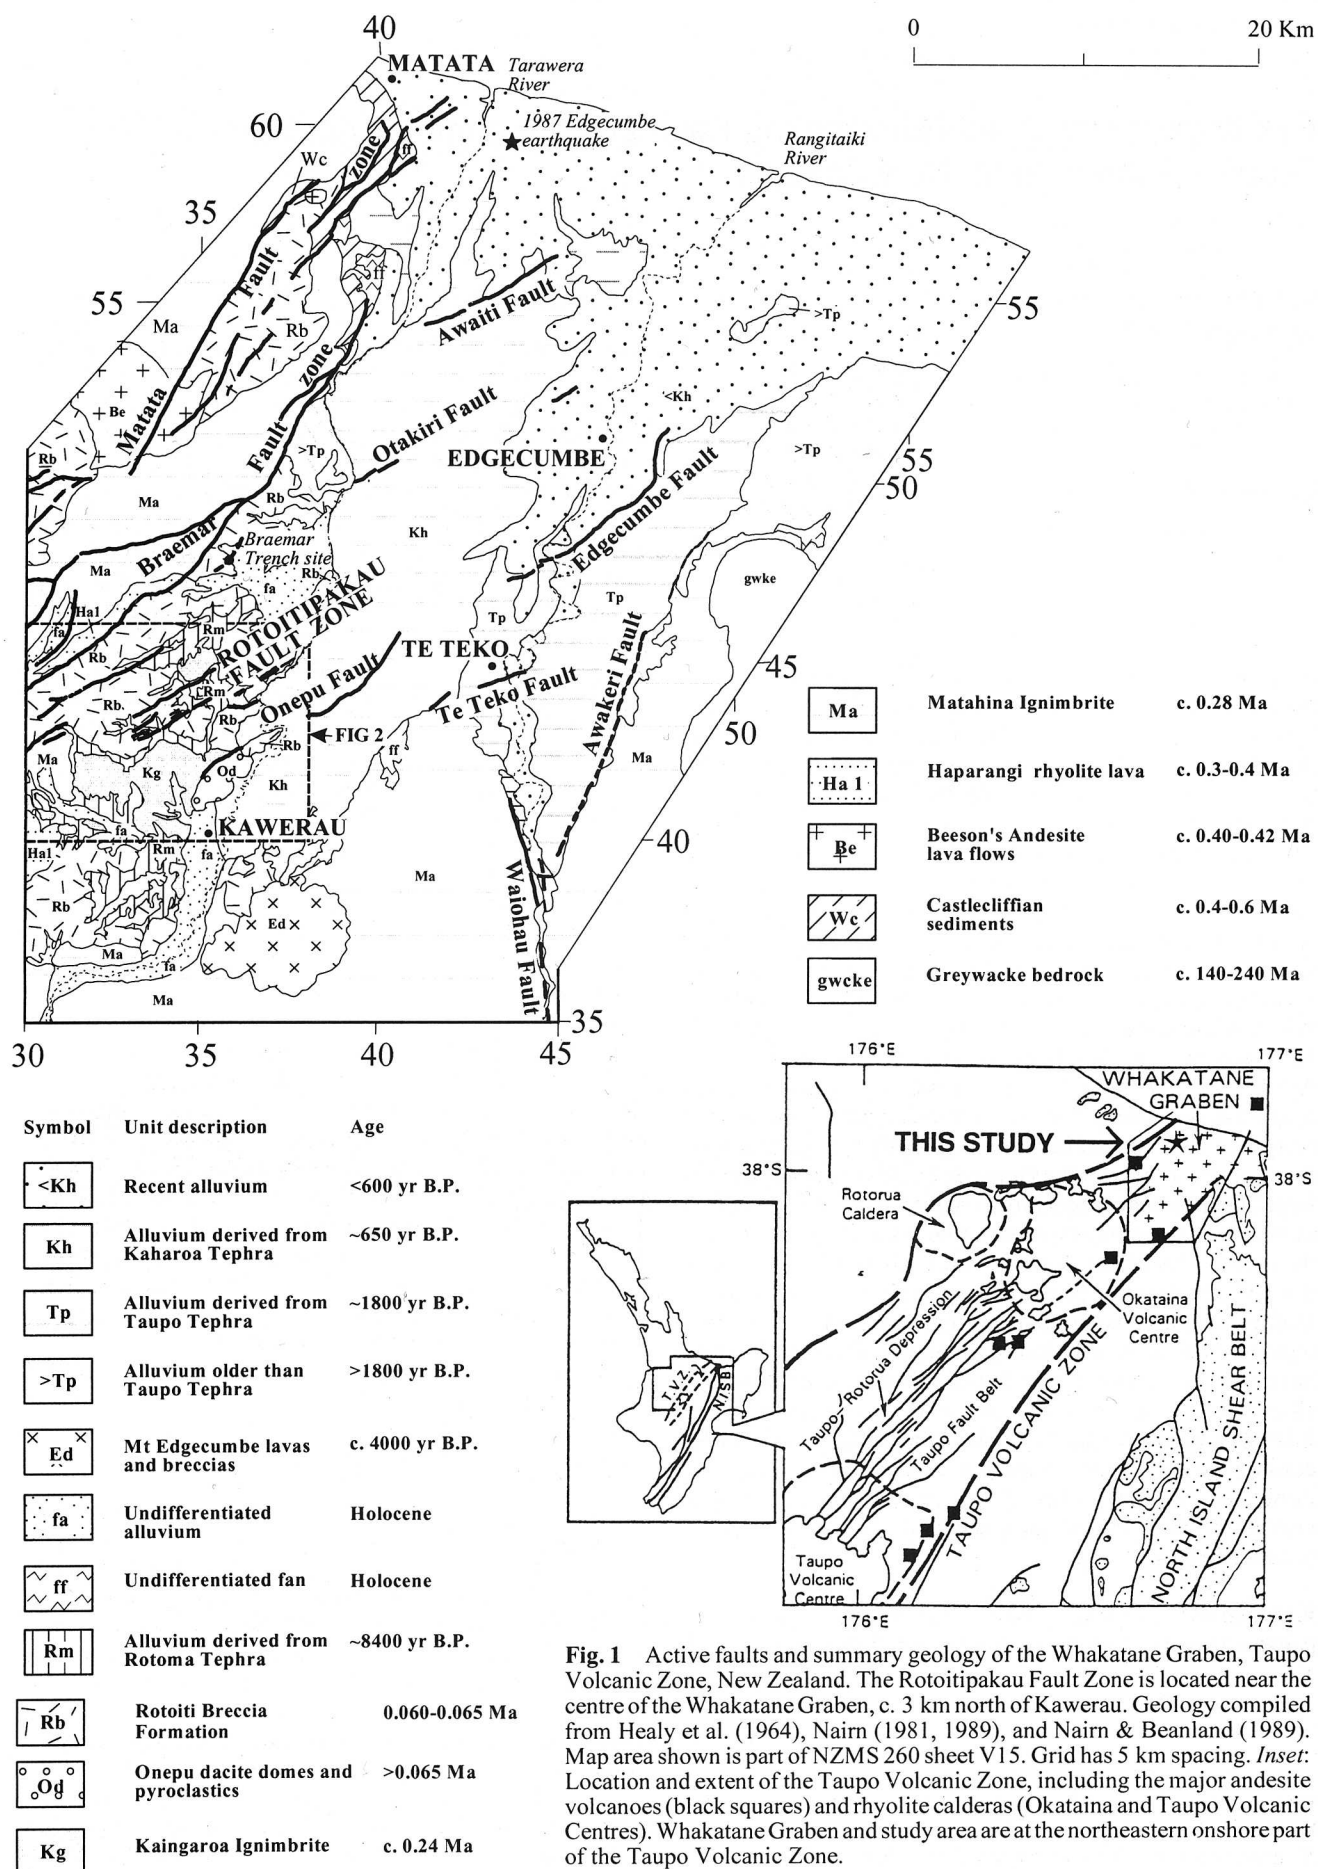 40
0
20 Km
MATATA
Tarawera
River
60
1987 Edgecumbe
earthquake
Rangitaiki
River
zone
ff
Wc
35
Fault
ff
55
Ma
Rb
Awaiti Fault
>Tp
55
zone
Be
Matata
<Kh
Otakiri Fault
Fault
>Tp
EDGECUMBE
>Tp
55
50
Rb
Ma
Rb
Kh
Edgecumbe Fault
Braemar
Braemar
Trench site
Rb
Ma
fa
gwke
Ha1
Tp
Tp
fa
Rm
ROTOITIPAKAU
FAULT ZONE
Rb
TE TEKO
45
Rm
Rb
Rb
Onepu Fault
Te Teko Fault
Awakeri Fault
50
FIG 2
Rb
ff
Ma
Ma
Kg
Od
Kh
fa
KAWERAU
40
Ha1
Rm
fa
Ma
Rb
Ed
Waiohau Fault
Ma
fa
Ma
35
30
35
40
45
Ma Matahina Ignimbrite c. 0.28 Ma
Ha 1 Haparangi rhyolite lava c. 0.3-0.4 Ma
Be Beeson's Andesite c. 0.40-0.42 Ma
lava flows
Wc Castlecliffian c. 0.4-0.6 Ma
sediments
gwcke Greywacke bedrock c. 140-240 Ma
Symbol Unit description Age
<Kh Recent alluvium <600 yr B.P.
Kh Alluvium derived from ~650 yr B.P.
Kaharoa Tephra
Tp Alluvium derived from ~1800 yr B.P.
Taupo Tephra
>Tp Alluvium older than >1800 yr B.P.
Taupo Tephra
Ed Mt Edgecumbe lavas c. 4000 yr B.P.
and breccias
fa Undifferentiated Holocene
alluvium
ff Undifferentiated fan Holocene
Rm Alluvium derived from ~8400 yr B.P.
Rotoma Tephra
Rb Rotoiti Breccia 0.060-0.065 Ma
Formation
Od Onepu dacite domes and >0.065 Ma
pyroclastics
Kg Kaingaroa Ignimbrite c. 0.24 Ma
176°E
177°E
WHAKATANE
GRABEN
THIS STUDY
38°S
38°S
Rotorua
Caldera
Okataina
Volcanic
Centre
Taupo-Rotorua Depression
Taupo Fault Belt
TAUPO VOLCANIC ZONE
NORTH ISLAND SHEAR BELT
Taupo
Volcanic
Centre
176°E
177°E
T.V.Z.
N.I.S.B.
Fig. 1 Active faults and summary geology of the Whakatane Graben, Taupo
Volcanic Zone, New Zealand. The Rotoitipakau Fault Zone is located near the
centre of the Whakatane Graben, c. 3 km north of Kawerau. Geology compiled
from Healy et al. (1964), Nairn (1981, 1989), and Nairn & Beanland (1989).
Map area shown is part of NZMS 260 sheet V15. Grid has 5 km spacing. Inset:
Location and extent of the Taupo Volcanic Zone, including the major andesite
volcanoes (black squares) and rhyolite calderas (Okataina and Taupo Volcanic
Centres). Whakatane Graben and study area are at the northeastern onshore part
of the Taupo Volcanic Zone.